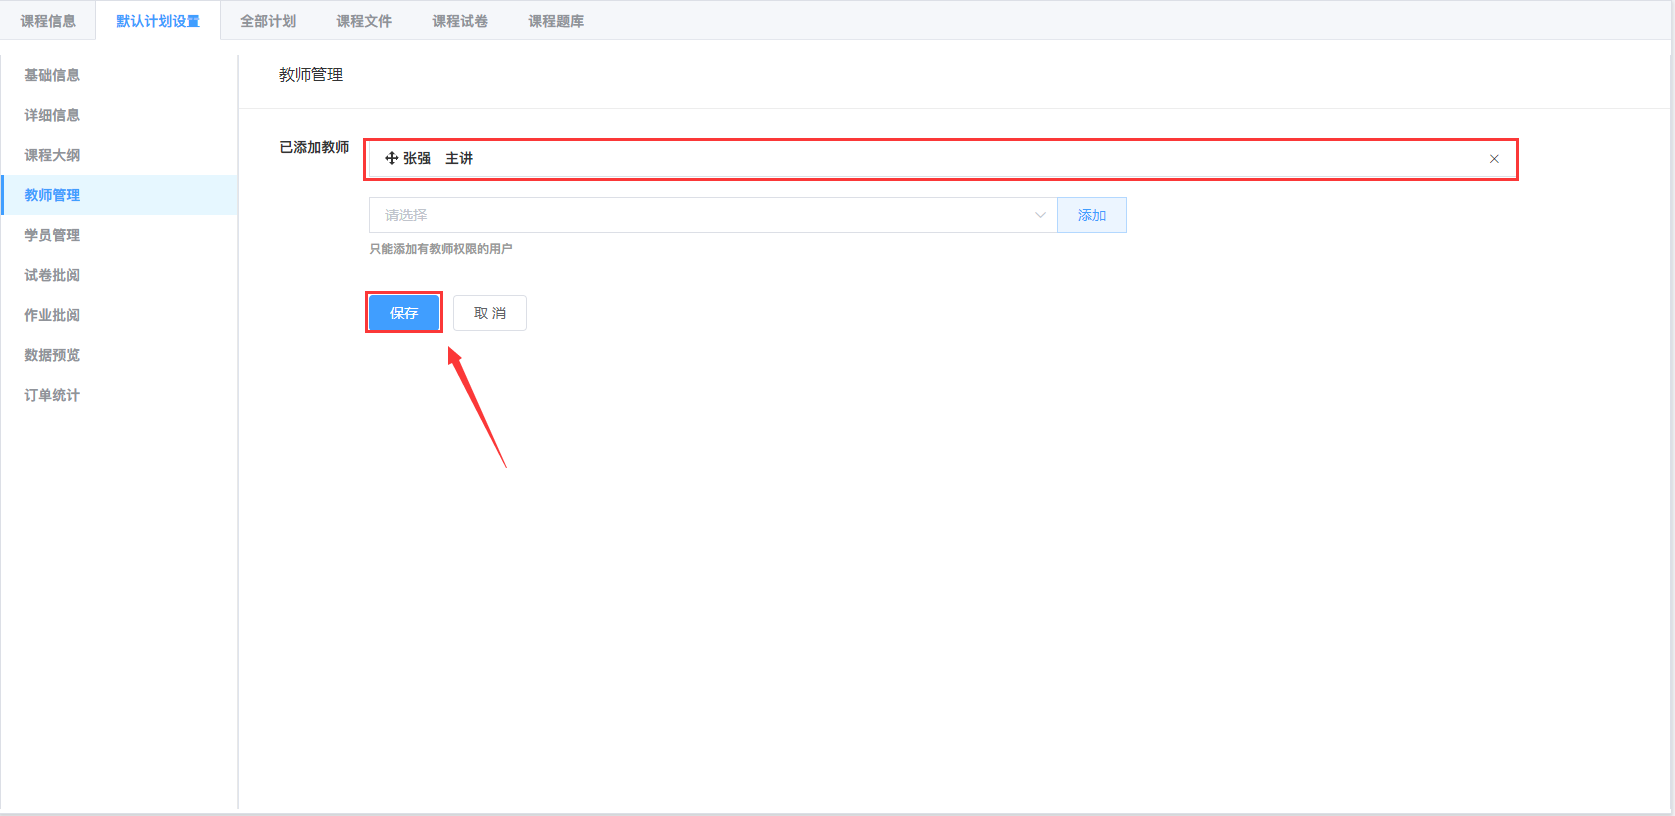 课程信息 默认计划设置 全部计划 课程文件 课程试卷 课程题库
基础信息
详细信息
课程大纲
教师管理
学员管理
试卷批阅
作业批阅
数据预览
订单统计
教师管理
已添加教师 张强 主讲
请选择 添加
只能添加有教师权限的用户
保存 取 消